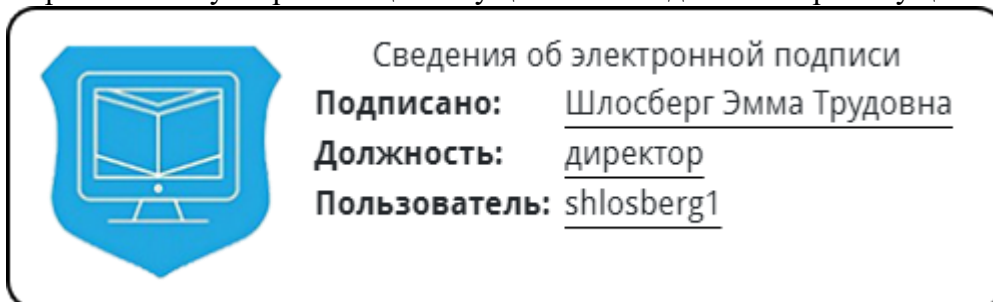 Сведения об электронной подписи
Подписано: Шлосберг Эмма Трудовна
Должность: директор
Пользователь: shlosberg1